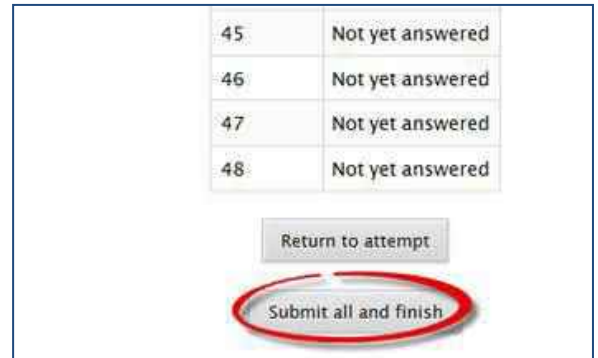 45 Not yet answered
46 Not yet answered
47 Not yet answered
48 Not yet answered
Return to attempt
Submit all and finish